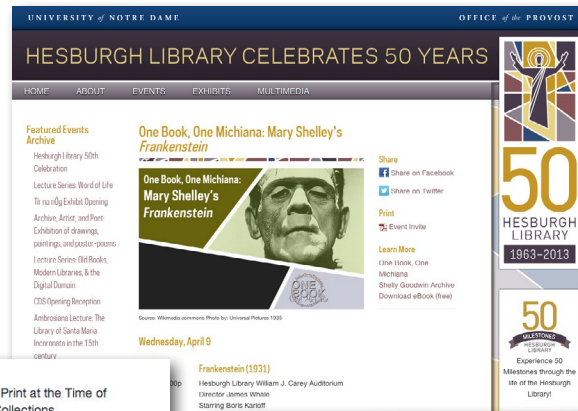 UNIVERSITY of NOTRE DAME
OFFICE of the PROVOST
HESBURGH LIBRARY CELEBRATES 50 YEARS
HOME ABOUT EVENTS EXHIBITS MULTIMEDIA
Featured Events
Archive
Hesburgh Library 50th
Celebration
Lecture Series: Word of Life
Tír na nÓg Exhibit Opening
Archive, Artist, and Poet:
Exhibition of drawings,
paintings, and poster-poems
Lecture Series: Old Books,
Modern Libraries, & the
Digital Domain
CDS Opening Reception
Ambrosiana Lecture: The
Library of Santa Maria
Incoronata in the 15th
century
Print at the Time of
Collections
One Book, One Michiana: Mary Shelley's
Frankenstein
One Book, One Michiana:
Mary Shelley's
Frankenstein
ONE
BOOK
Source: Wikimedia commons Photo by: Universal Pictures 1935
Wednesday, April 9
00p
Frankenstein (1931)
Hesburgh Library William J. Carey Auditorium
Director James Whale
Starring Boris Karloff
Share
Share on Facebook
Share on Twitter
Print
Event Invite
Learn More
One Book, One
Michiana
Shelly Goodwin Archive
Download eBook (free)
50
HESBURGH
LIBRARY
1963–2013
50
MILESTONES
HESBURGH
LIBRARY
Experience 50
Milestones through the
life of the Hesburgh
Library!